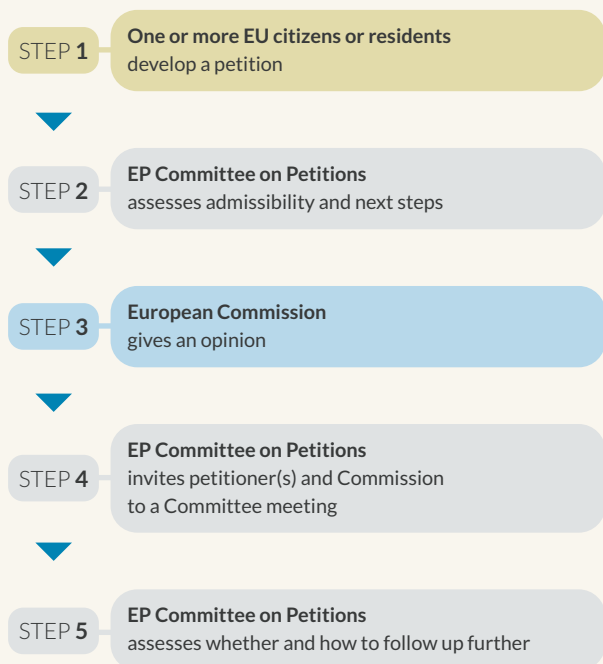 STEP 1
One or more EU citizens or residents
develop a petition
STEP 2
EP Committee on Petitions
assesses admissibility and next steps
STEP 3
European Commission
gives an opinion
STEP 4
EP Committee on Petitions
invites petitioner(s) and Commission
to a Committee meeting
STEP 5
EP Committee on Petitions
assesses whether and how to follow up further